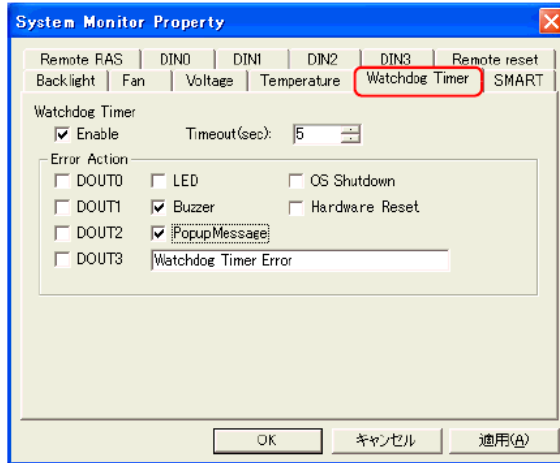 System Monitor Property
Remote RAS DIN0 DIN1 DIN2 DIN3 Remote reset
Backlight Fan Voltage Temperature Watchdog Timer SMART
Watchdog Timer
Enable Timeout(sec): 5
Error Action
DOUT0 LED OS Shutdown
DOUT1 Buzzer Hardware Reset
DOUT2 PopupMessage
DOUT3 Watchdog Timer Error
OK キャンセル 適用(A)